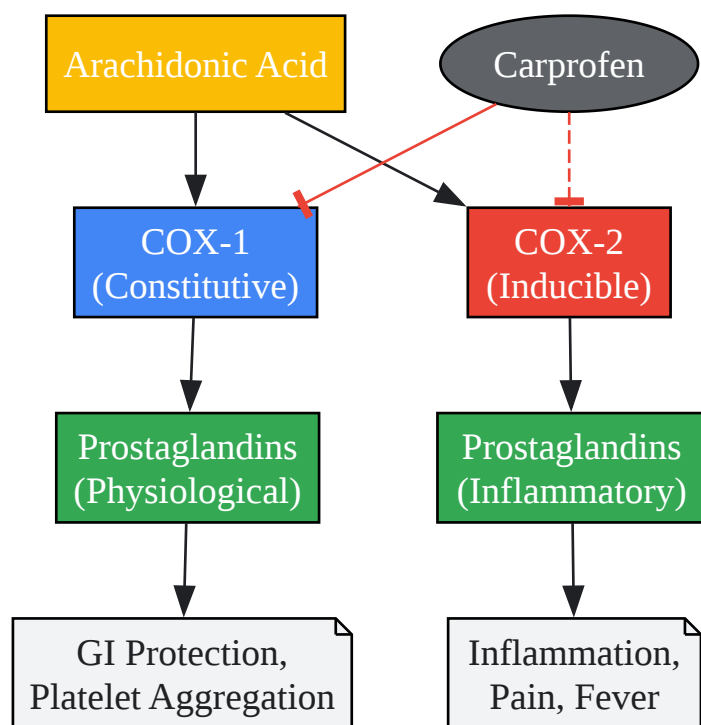 Arachidonic Acid
Carprofen
COX-1
(Constitutive)
COX-2
(Inducible)
Prostaglandins
(Physiological)
Prostaglandins
(Inflammatory)
GI Protection,
Platelet Aggregation
Inflammation,
Pain, Fever